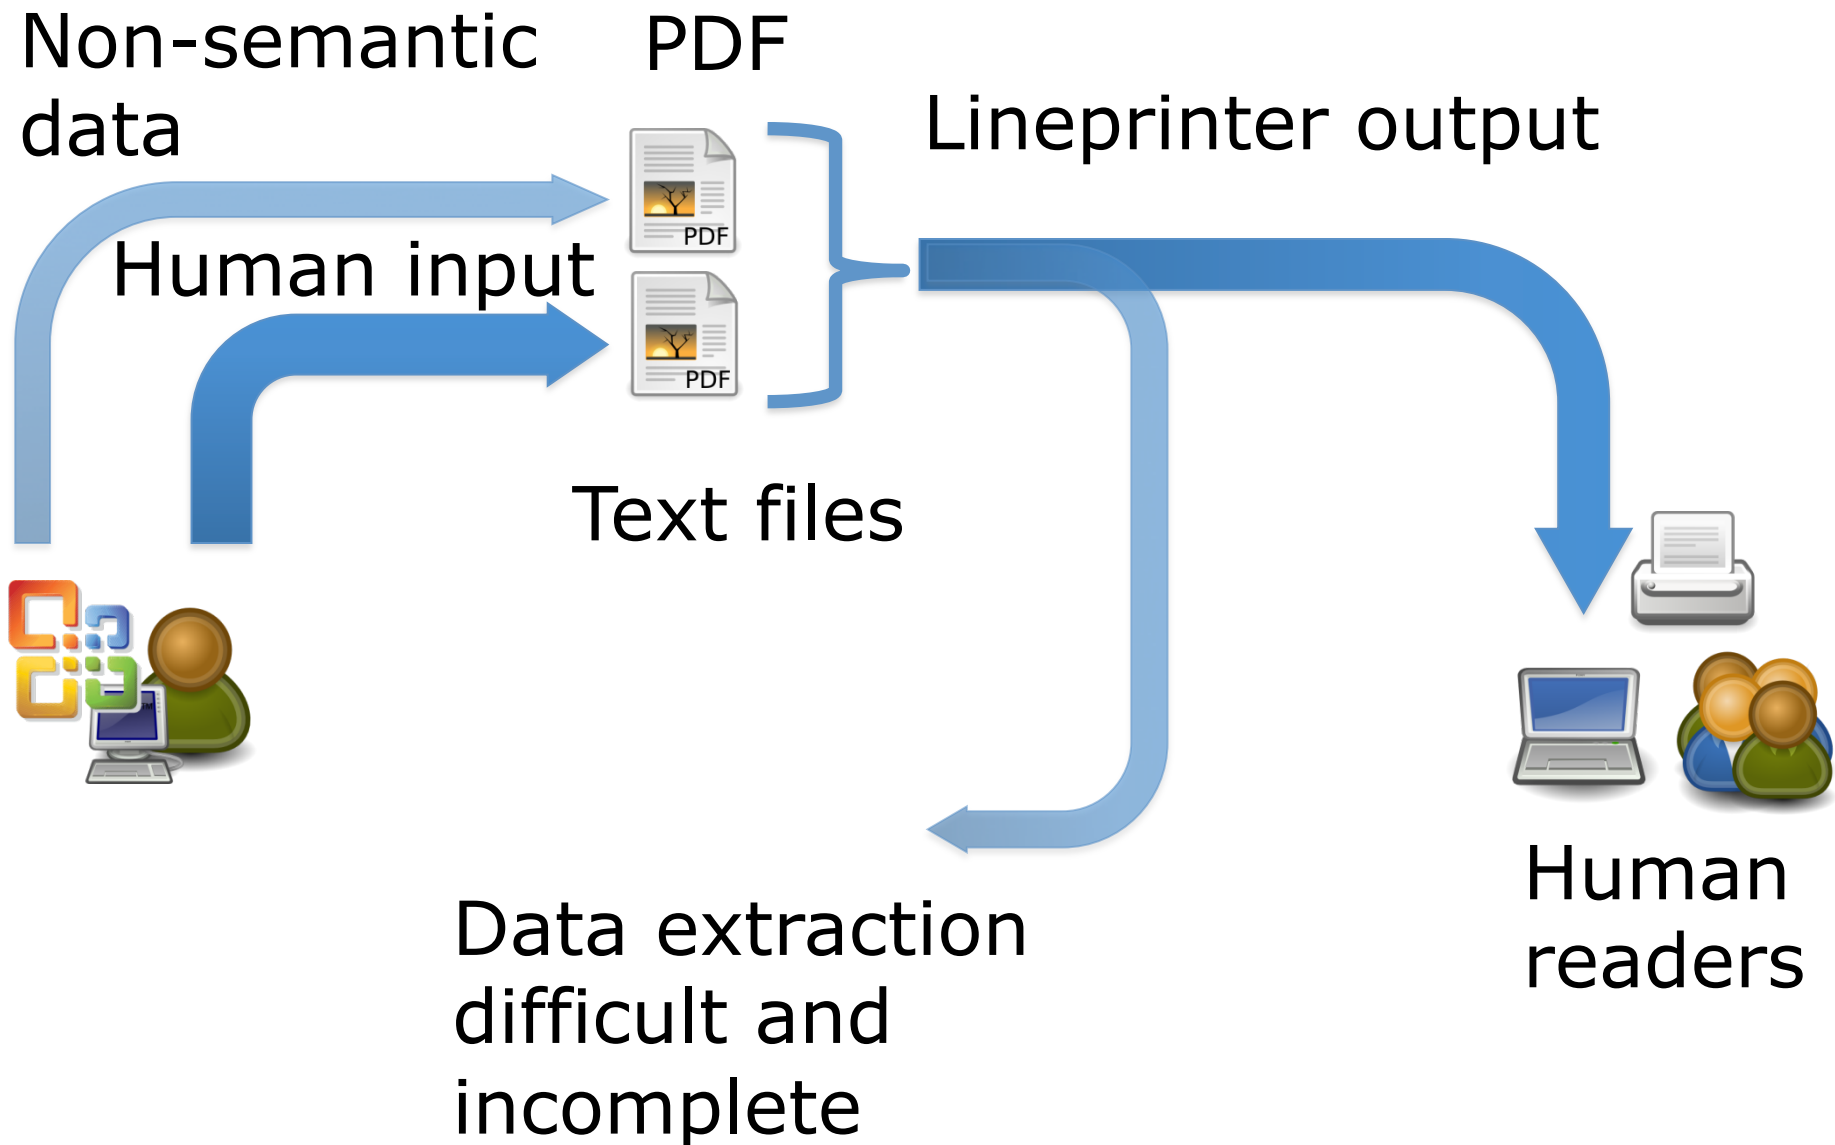 Non-semantic
data
PDF
Lineprinter output
PDF
Human input
PDF
Text files
TM
Data extraction
difficult and
incomplete
Human
readers